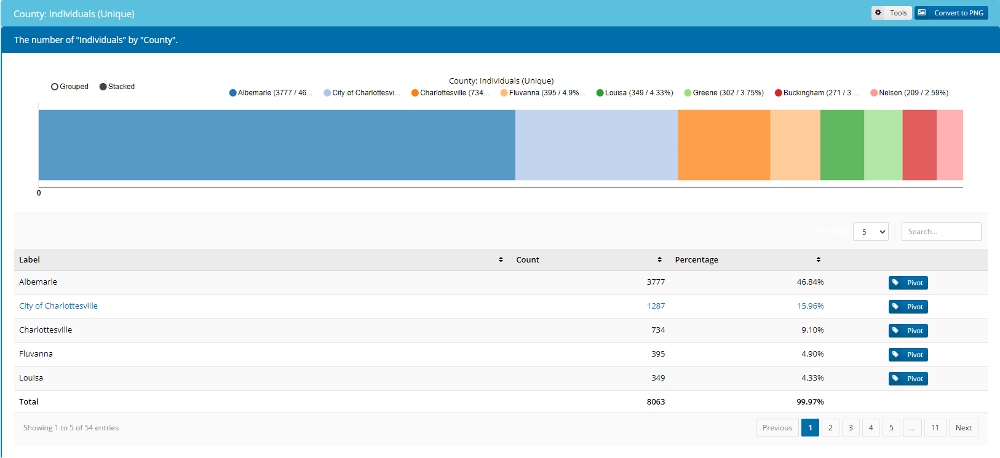 County: Individuals (Unique)
Tools
Convert to PNG
The number of "Individuals" by "County".
County: Individuals (Unique)
Grouped
Stacked
Albemarle (3777 / 46...
City of Charlottesvi...
Charlottesville (734...
Fluvanna (395 / 4.9%...
Louisa (349 / 4.33%)
Greene (302 / 3.75%)
Buckingham (271 / 3....
Nelson (209 / 2.59%)
0
5
Search...
Label Count Percentage
Albemarle 3777 46.84% Pivot
City of Charlottesville 1287 15.96% Pivot
Charlottesville 734 9.10% Pivot
Fluvanna 395 4.90% Pivot
Louisa 349 4.33% Pivot
Total 8063 99.97%
Showing 1 to 5 of 54 entries
Previous 1 2 3 4 5 ... 11 Next